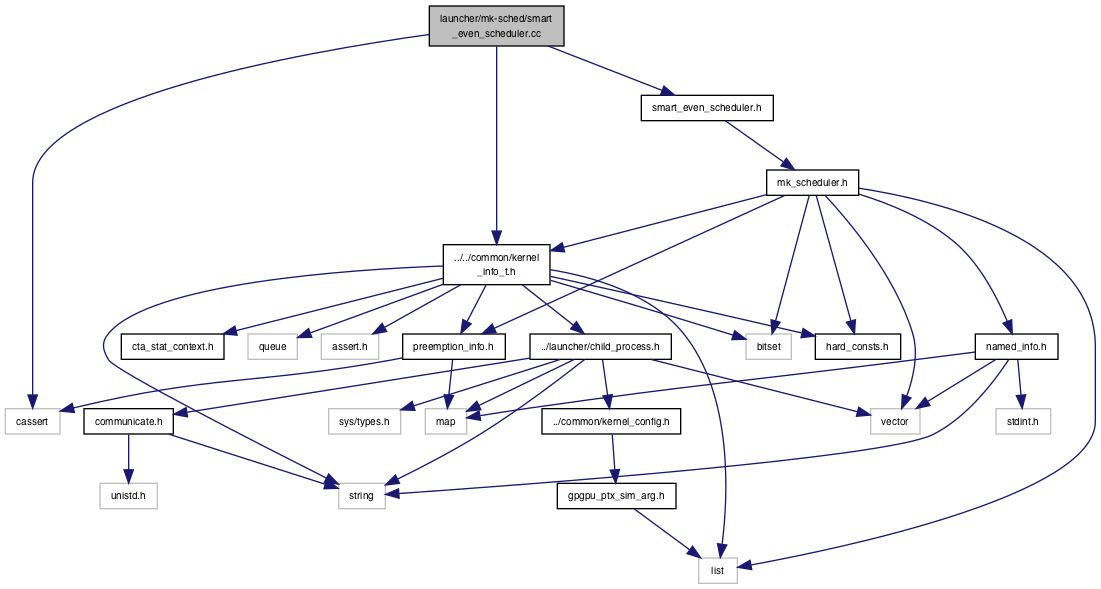 launcher/mk-sched/smart
_even_scheduler.cc
smart_even_scheduler.h
mk_scheduler.h
../../common/kernel
_info_t.h
cta_stat_context.h
queue
assert.h
preemption_info.h
../launcher/child_process.h
bitset
hard_consts.h
named_info.h
cassert
communicate.h
sys/types.h
map
../common/kernel_config.h
vector
stdint.h
unistd.h
string
gpgpu_ptx_sim_arg.h
list